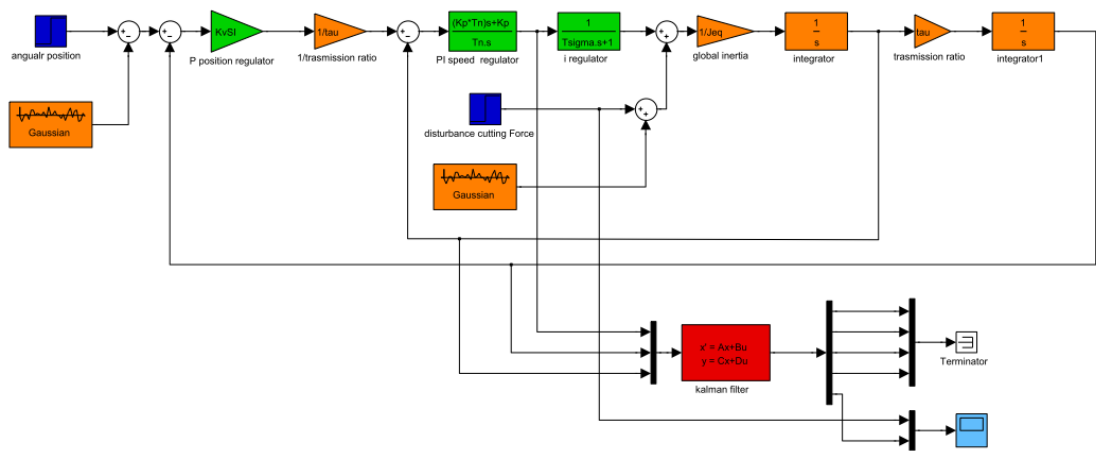 angualr position
Gaussian
KvSI
P position regulator
1/tau
1/trasmission ratio
(Kp*Tn)s+Kp
Tn.s
PI speed  regulator
1
Tsigma.s+1
i regulator
1/Jeq
global inertia
1
s
integrator
tau
trasmission ratio
1
s
integrator1
disturbance cutting Force
Gaussian
x' = Ax+Bu
y = Cx+Du
kalman filter
Terminator